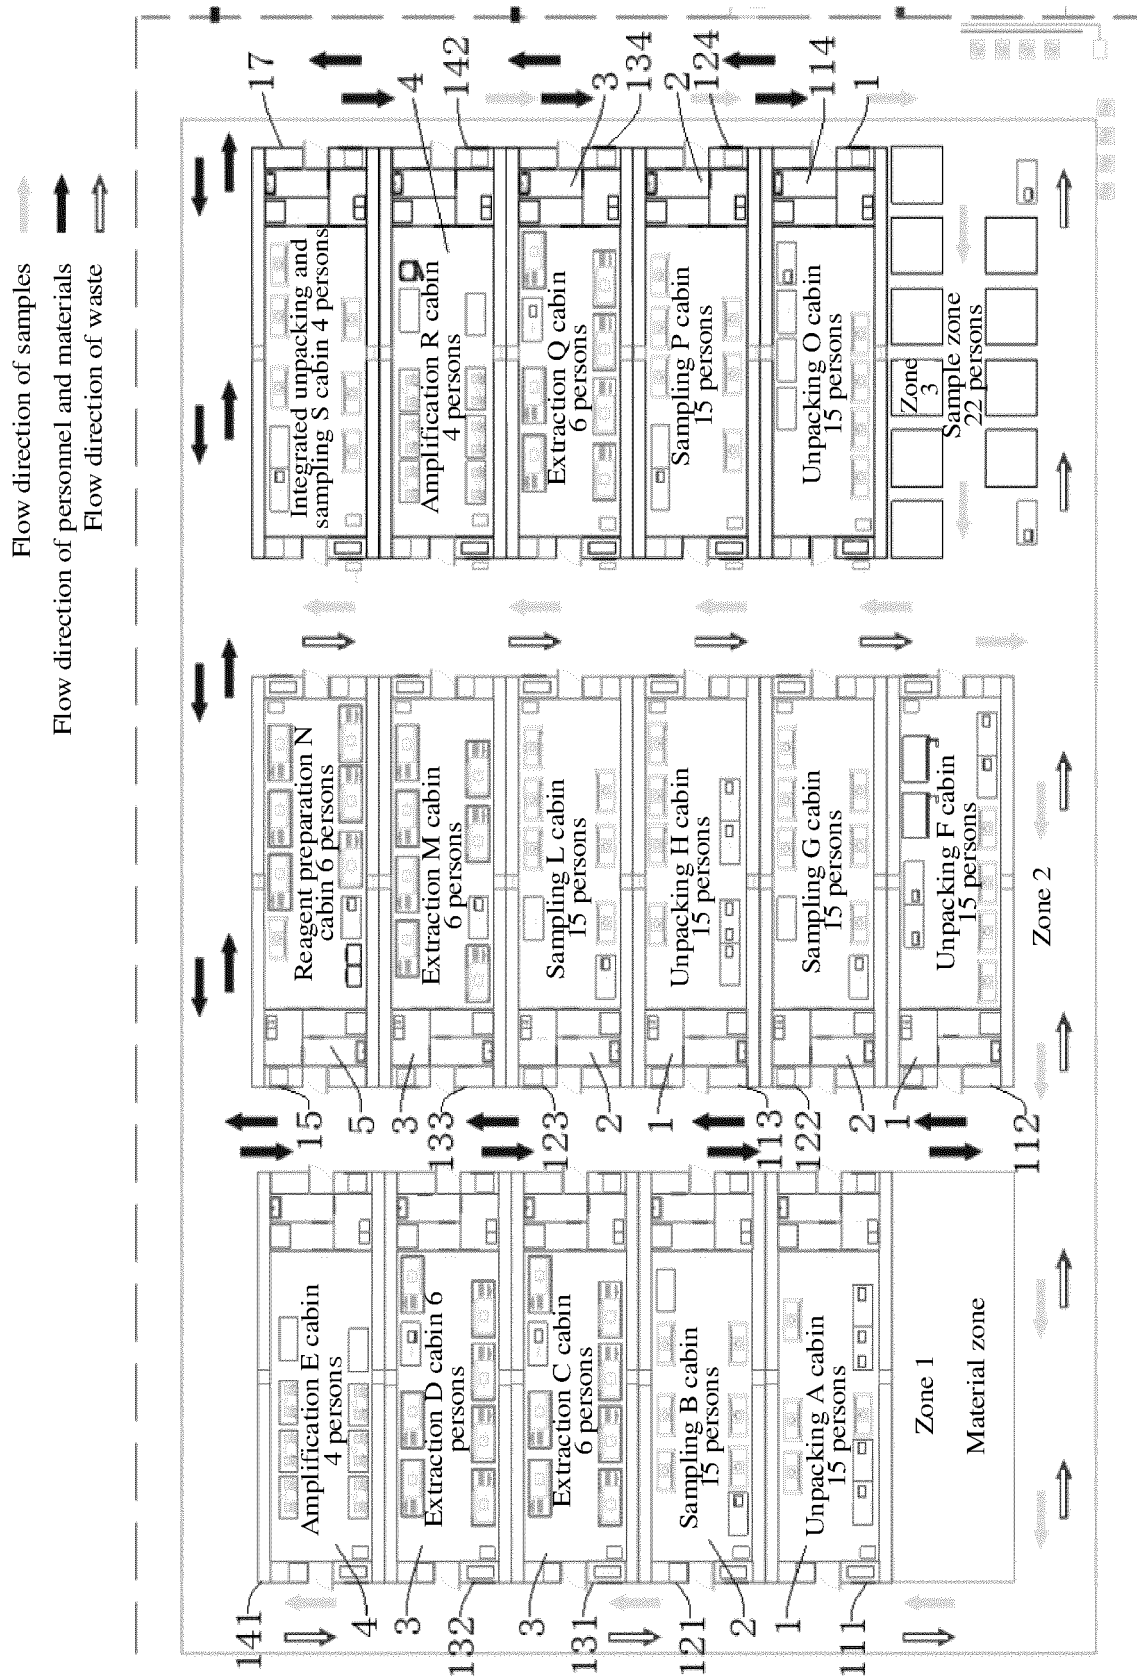 Flow direction of samples
Flow direction of personnel and materials
Flow direction of waste
141
4
3
132
3
131
121
2
1
111
Amplification E cabin
4 persons
Extraction D cabin 6
persons
Extraction C cabin
6 persons
Sampling B cabin
15 persons
Unpacking A cabin
15 persons
Zone 1
Material zone
15
5
3
133
123
2
1
113
122
2
1
112
Reagent preparation N
cabin 6 persons
Extraction M cabin
6 persons
Sampling L cabin
15 persons
Unpacking H cabin
15 persons
Sampling G cabin
15 persons
Unpacking F cabin
15 persons
Zone 2
Integrated unpacking and
sampling S cabin 4 persons
Amplification R cabin
4 persons
Extraction Q cabin
6 persons
Sampling P cabin
15 persons
Unpacking O cabin
15 persons
Zone
3
Sample zone
22 persons
17
4
142
3
134
2
124
114
1